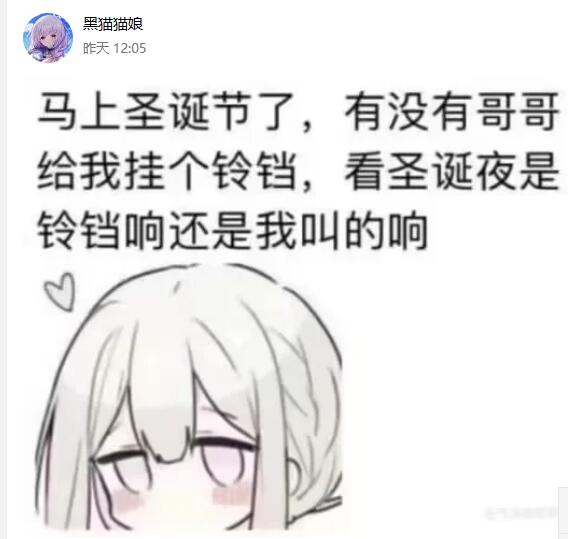 黑猫猫娘
昨天 12:05
马上圣诞节了，有没有哥哥
给我挂个铃铛，看圣诞夜是
铃铛响还是我叫的响